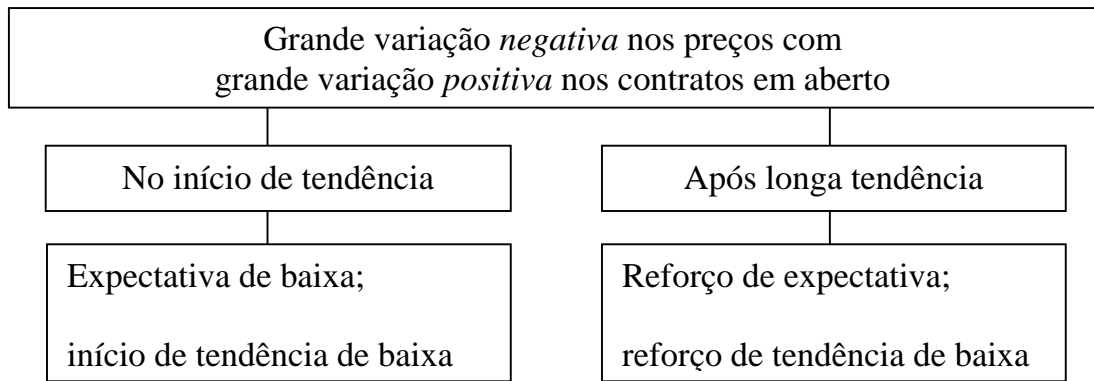 Grande variação negativa nos preços com
grande variação positiva nos contratos em aberto
No início de tendência
Após longa tendência
Expectativa de baixa;
início de tendência de baixa
Reforço de expectativa;
reforço de tendência de baixa